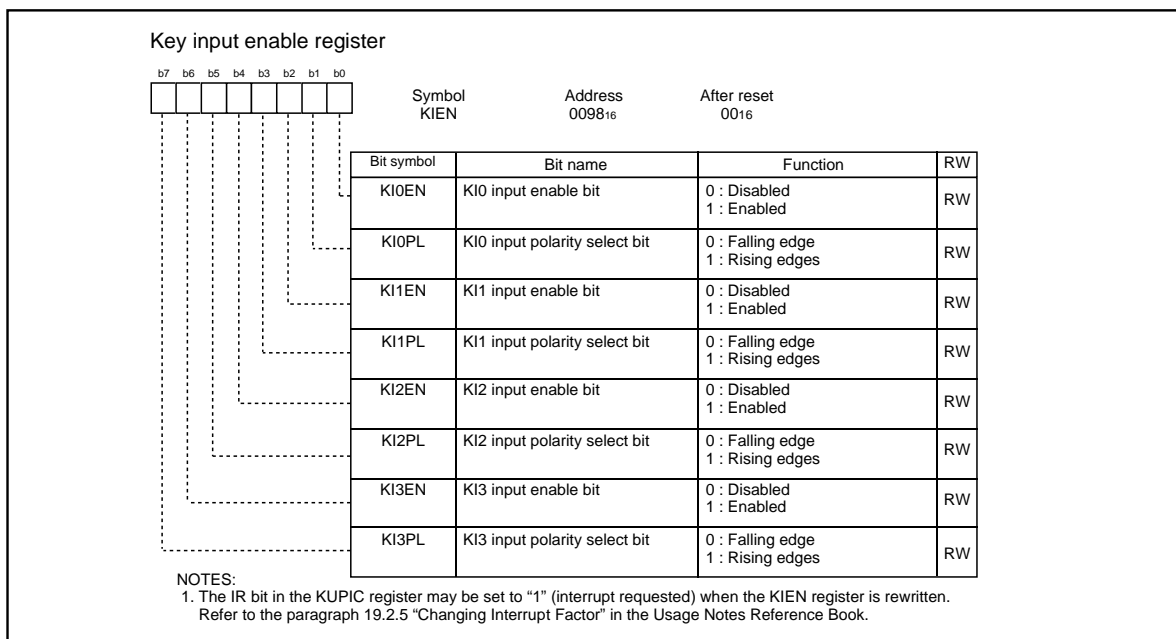 Key input enable register
b7 b6 b5 b4 b3 b2 b1 b0
Symbol Address After reset
KIEN 009816 0016
Bit symbol Bit name Function RW
KI0EN KI0 input enable bit 0 : Disabled
1 : Enabled RW
KI0PL KI0 input polarity select bit 0 : Falling edge
1 : Rising edges RW
KI1EN KI1 input enable bit 0 : Disabled
1 : Enabled RW
KI1PL KI1 input polarity select bit 0 : Falling edge
1 : Rising edges RW
KI2EN KI2 input enable bit 0 : Disabled
1 : Enabled RW
KI2PL KI2 input polarity select bit 0 : Falling edge
1 : Rising edges RW
KI3EN KI3 input enable bit 0 : Disabled
1 : Enabled RW
KI3PL KI3 input polarity select bit 0 : Falling edge
1 : Rising edges RW
NOTES:
1. The IR bit in the KUPIC register may be set to “1” (interrupt requested) when the KIEN register is rewritten.
Refer to the paragraph 19.2.5 “Changing Interrupt Factor” in the Usage Notes Reference Book.